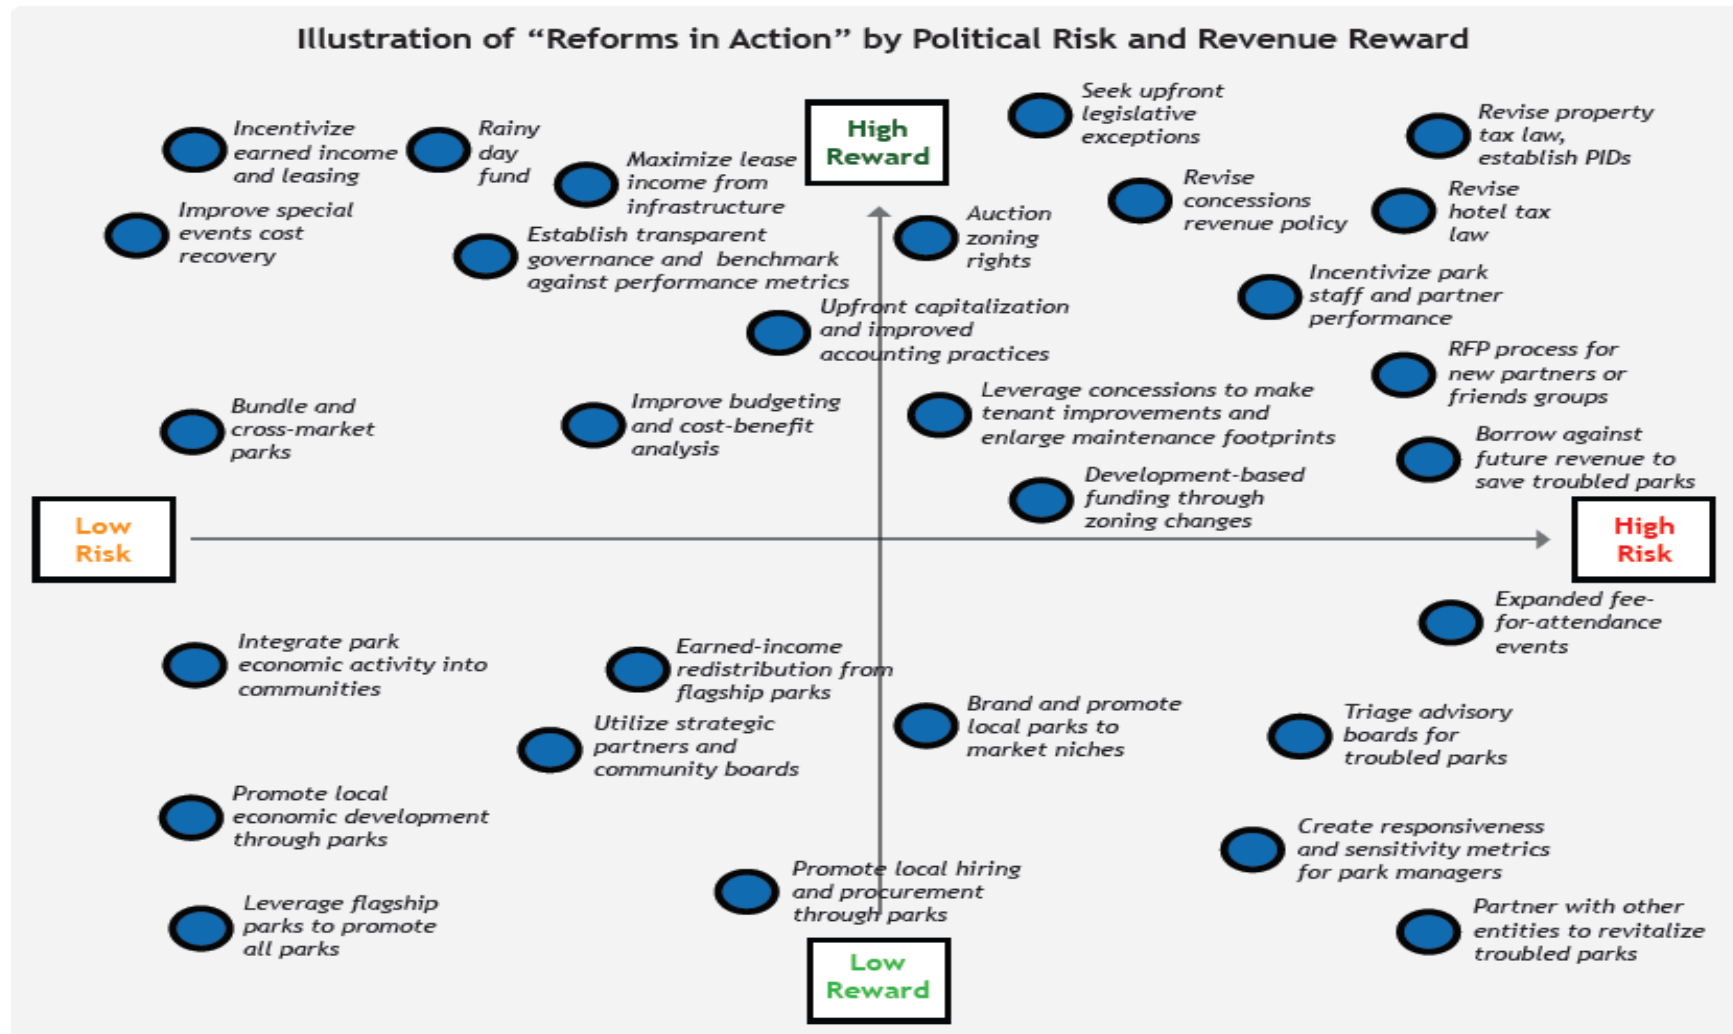 Illustration of “Reforms in Action” by Political Risk and Revenue Reward
Incentivize
earned income
and leasing
Rainy
day
fund
Maximize lease
income from
infrastructure
High
Reward
Seek upfront
legislative
exceptions
Revise property
tax law,
establish PIDs
Improve special
events cost
recovery
Establish transparent
governance and benchmark
against performance metrics
Auction
zoning
rights
Revise
concessions
revenue policy
Revise
hotel tax
law
Upfront capitalization
and improved
accounting practices
Incentivize park
staff and partner
performance
RFP process for
new partners or
friends groups
Bundle and
cross-market
parks
Improve budgeting
and cost-benefit
analysis
Leverage concessions to make
tenant improvements and
enlarge maintenance footprints
Borrow against
future revenue to
save troubled parks
Development-based
funding through
zoning changes
Low
Risk
High
Risk
Expanded fee-
for-attendance
events
Integrate park
economic activity into
communities
Earned-income
redistribution from
flagship parks
Utilize strategic
partners and
community boards
Brand and promote
local parks to
market niches
Triage advisory
boards for
troubled parks
Promote local
economic development
through parks
Create responsiveness
and sensitivity metrics
for park managers
Promote local hiring
and procurement
through parks
Leverage flagship
parks to promote
all parks
Partner with other
entities to revitalize
troubled parks
Low
Reward